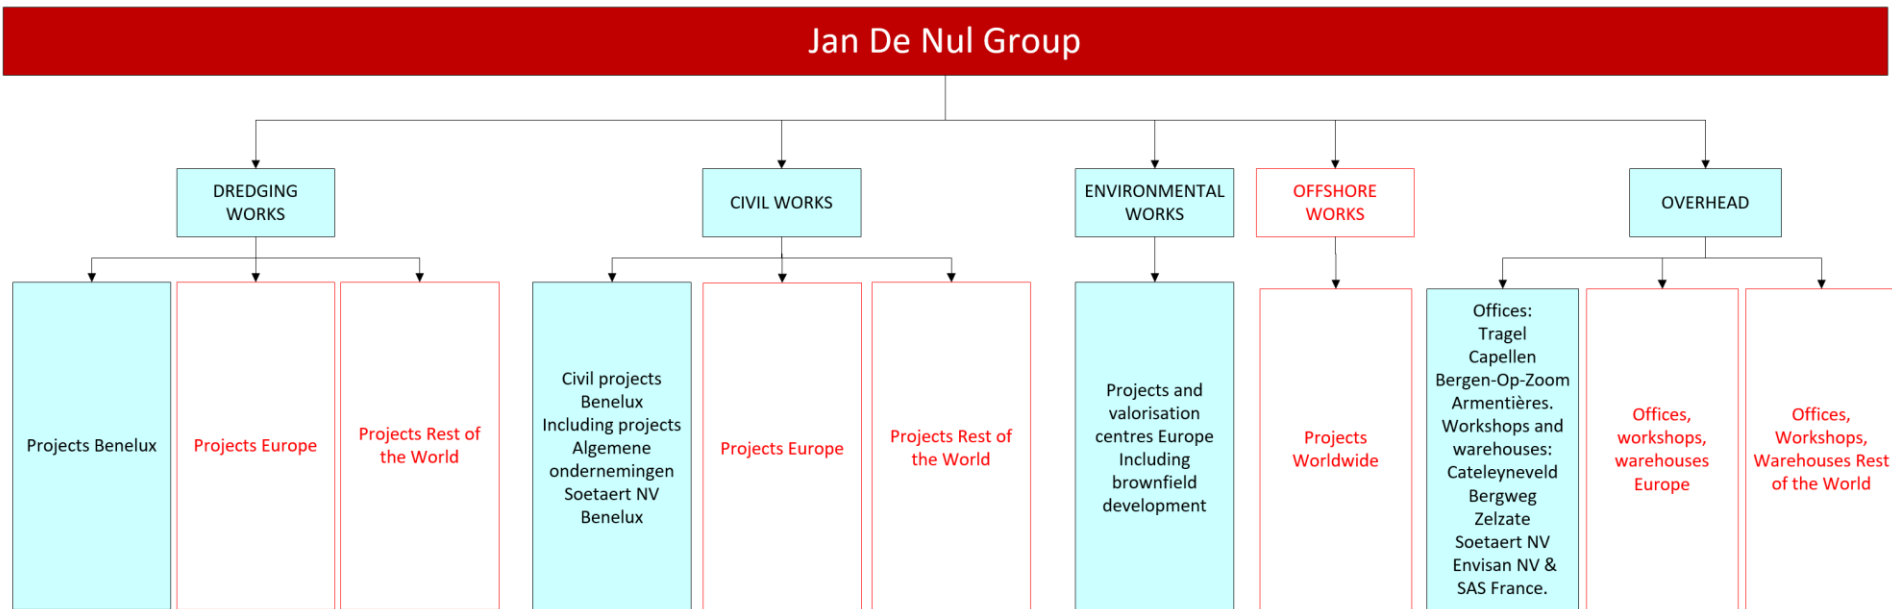 Jan De Nul Group
DREDGING
WORKS
CIVIL WORKS
ENVIRONMENTAL
WORKS
OFFSHORE
WORKS
OVERHEAD
Projects Benelux
Projects Europe
Projects Rest of
the World
Civil projects
Benelux
Including projects
Algemene
ondernemingen
Soetaert NV
Benelux
Projects Europe
Projects Rest of
the World
Projects and
valorisation
centres Europe
Including
brownfield
development
Projects
Worldwide
Offices:
Tragel
Capellen
Bergen-Op-Zoom
Armentières.
Workshops and
warehouses:
Cateleyneveld
Bergweg
Zelzate
Soetaert NV
Envisan NV &
SAS France.
Offices,
workshops,
warehouses
Europe
Offices,
Workshops,
Warehouses Rest
of the World